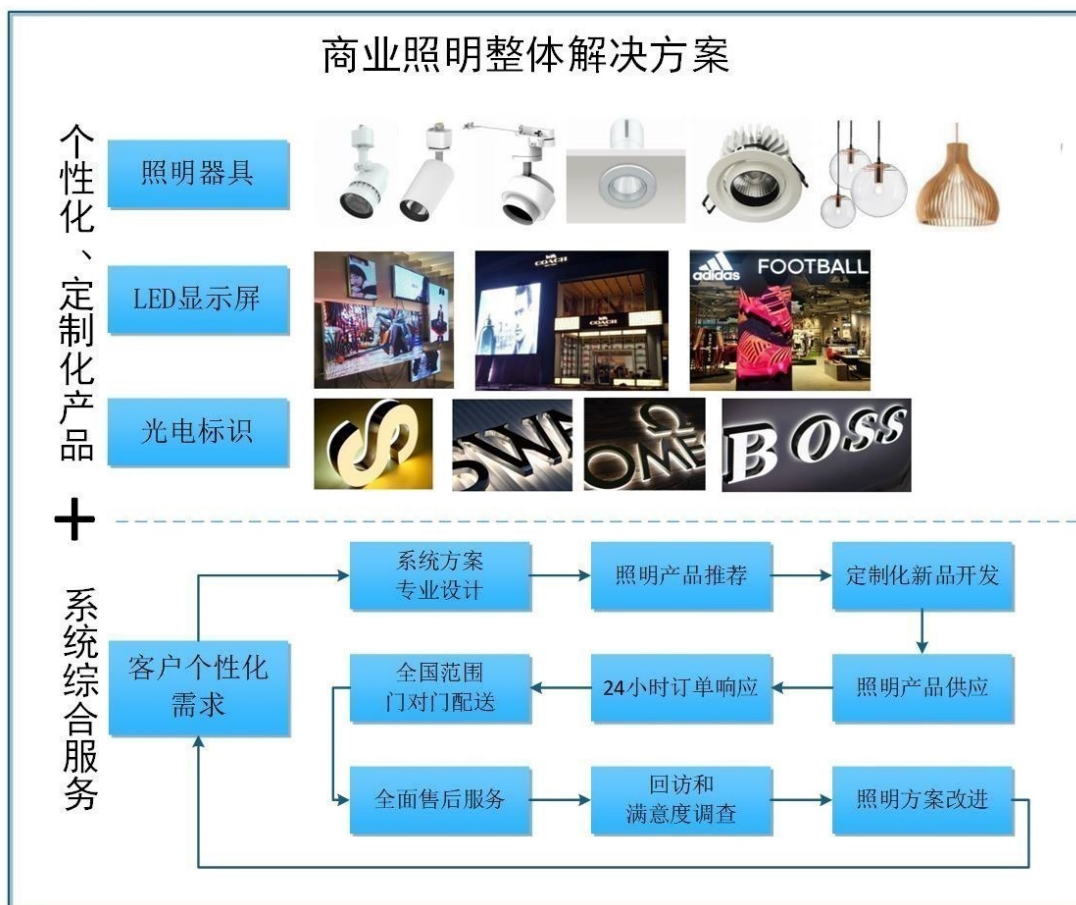 商业照明整体解决方案
个性化、定制化产品
照明器具
LED显示屏
COACH
COACH
adidas
FOOTBALL
光电标识
S
OWA
OME
BOSS
+
系统综合服务
客户个性化
需求
系统方案
专业设计
照明产品推荐
定制化新品开发
全国范围
门对门配送
24小时订单响应
照明产品供应
全面售后服务
回访和
满意度调查
照明方案改进